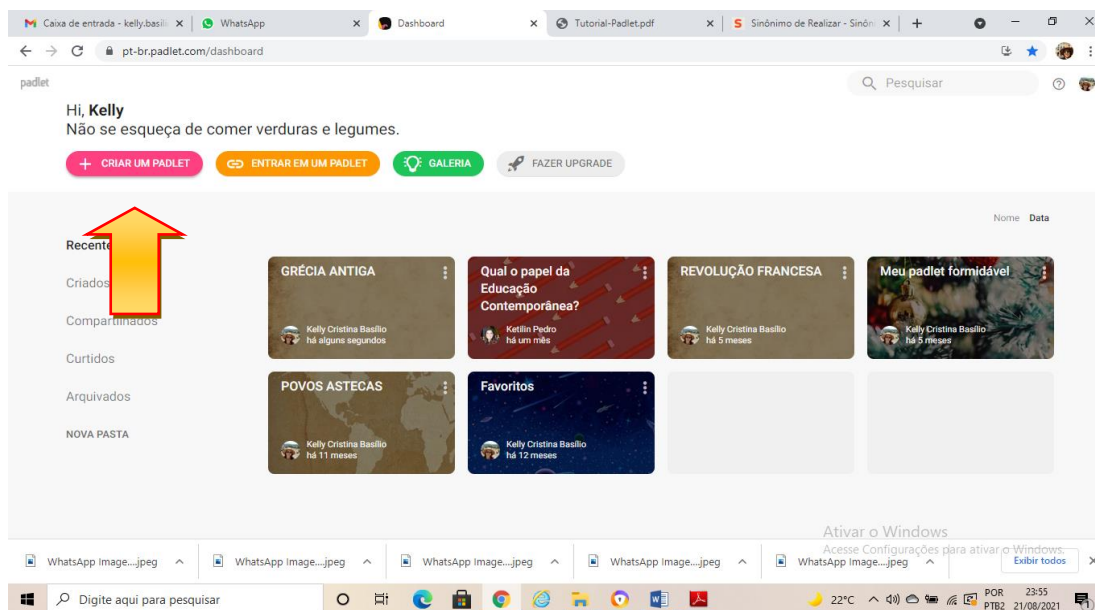 Caixa de entrada - kelly.basili
WhatsApp
Dashboard
Tutorial-Padlet.pdf
Sinônimo de Realizar - Sinôni
pt-br.padlet.com/dashboard
padlet
Pesquisar
Hi, Kelly
Não se esqueça de comer verduras e legumes.
CRIAR UM PADLET
ENTRAR EM UM PADLET
GALERIA
FAZER UPGRADE
Nome Data
Criados
Compartilhados
Curtidos
Arquivados
NOVA PASTA
GRÉCIA ANTIGA
Kelly Cristina Basílio
há alguns segundos
Qual o papel da
Educação
Contemporânea?
Ketilin Pedro
há um mês
REVOLUÇÃO FRANCESA
Kelly Cristina Basílio
há 5 meses
Meu padlet formidável
Kelly Cristina Basílio
há 5 meses
POVOS ASTECAS
Kelly Cristina Basílio
há 11 meses
Favoritos
Kelly Cristina Basílio
há 12 meses
Ativar o Windows
Acesse Configurações para ativar o Windows.
WhatsApp Image....jpeg
WhatsApp Image....jpeg
WhatsApp Image....jpeg
WhatsApp Image....jpeg
WhatsApp Image....jpeg
Exibir todos
Digite aqui para pesquisar
22°C
POR
PTB2
23:55
21/08/2021